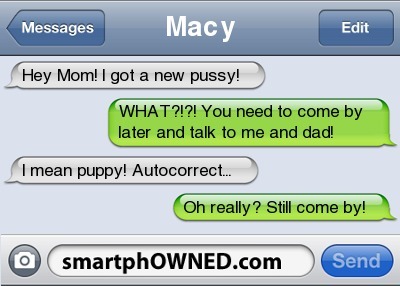 Messages
Macy
Edit
Hey Mom! I got a new pussy!
WHAT?!?! You need to come by
later and talk to me and dad!
I mean puppy! Autocorrect...
Oh really? Still come by!
smartphOWNED.com
Send